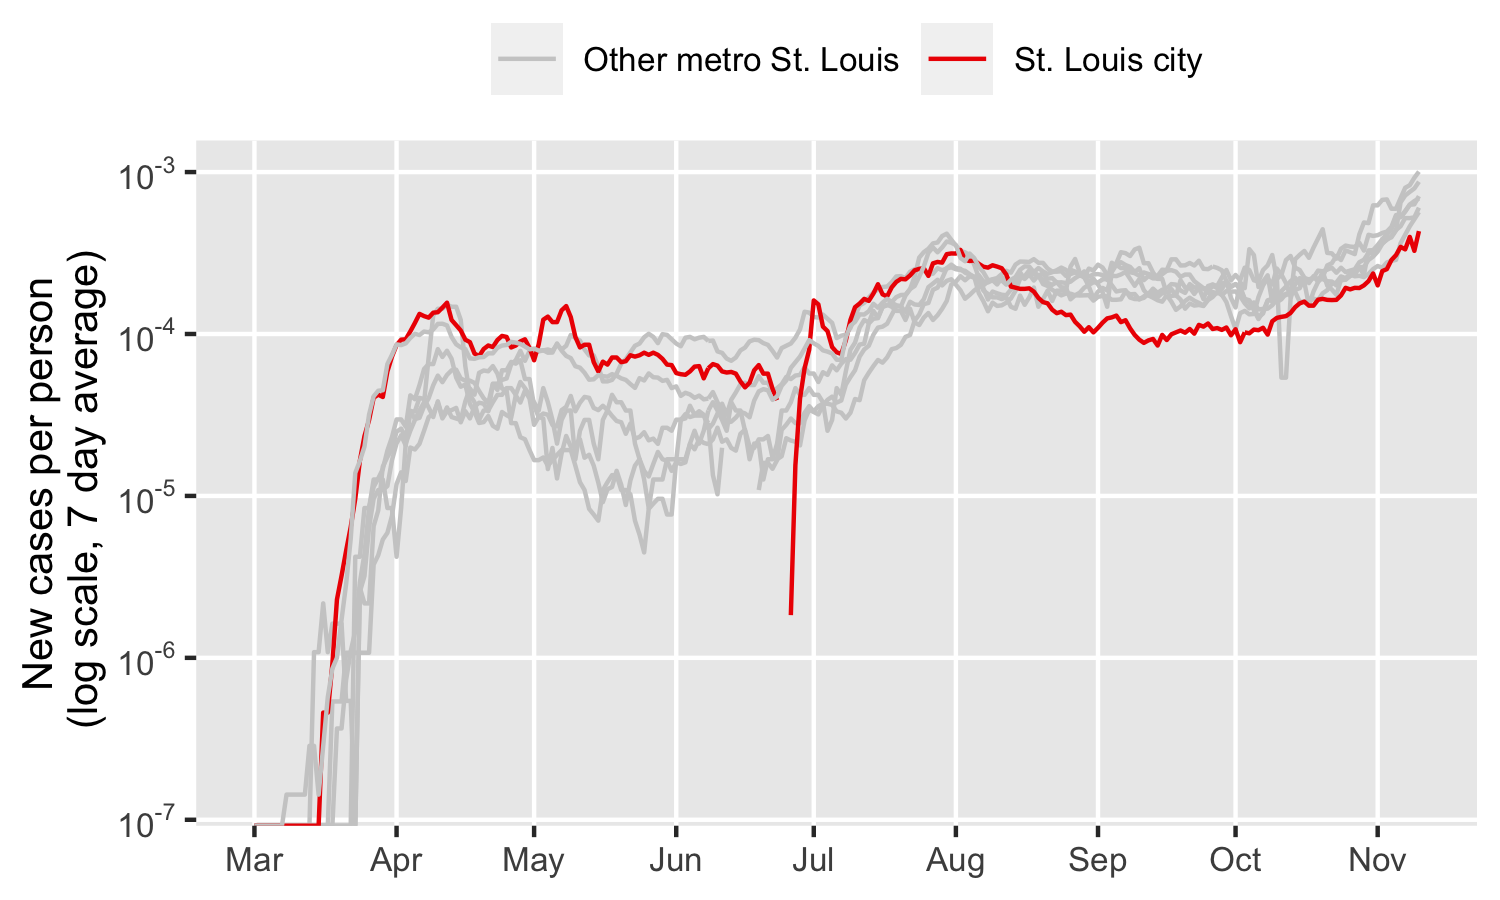 Other metro St. Louis St. Louis city
New cases per person
(log scale, 7 day average)
10-3
10-4
10-5
10-6
10-7
Mar Apr May Jun Jul Aug Sep Oct Nov